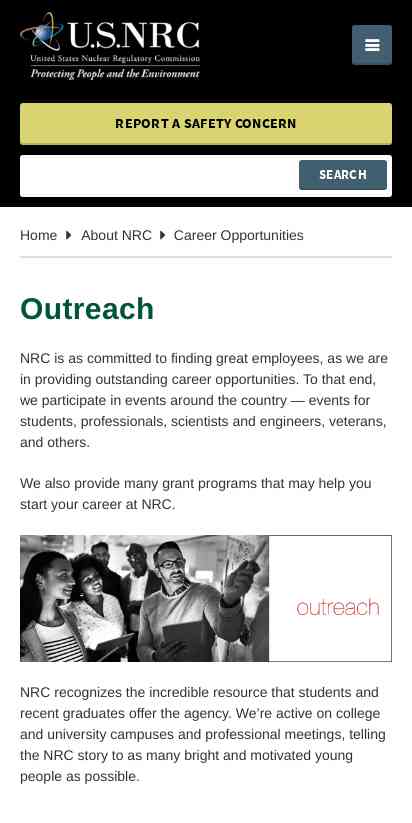 U.S.NRC
United States Nuclear Regulatory Commission
Protecting People and the Environment
REPORT A SAFETY CONCERN
SEARCH
Home About NRC Career Opportunities
Outreach
NRC is as committed to finding great employees, as we are
in providing outstanding career opportunities. To that end,
we participate in events around the country — events for
students, professionals, scientists and engineers, veterans,
and others.
We also provide many grant programs that may help you
start your career at NRC.
outreach
NRC recognizes the incredible resource that students and
recent graduates offer the agency. We’re active on college
and university campuses and professional meetings, telling
the NRC story to as many bright and motivated young
people as possible.